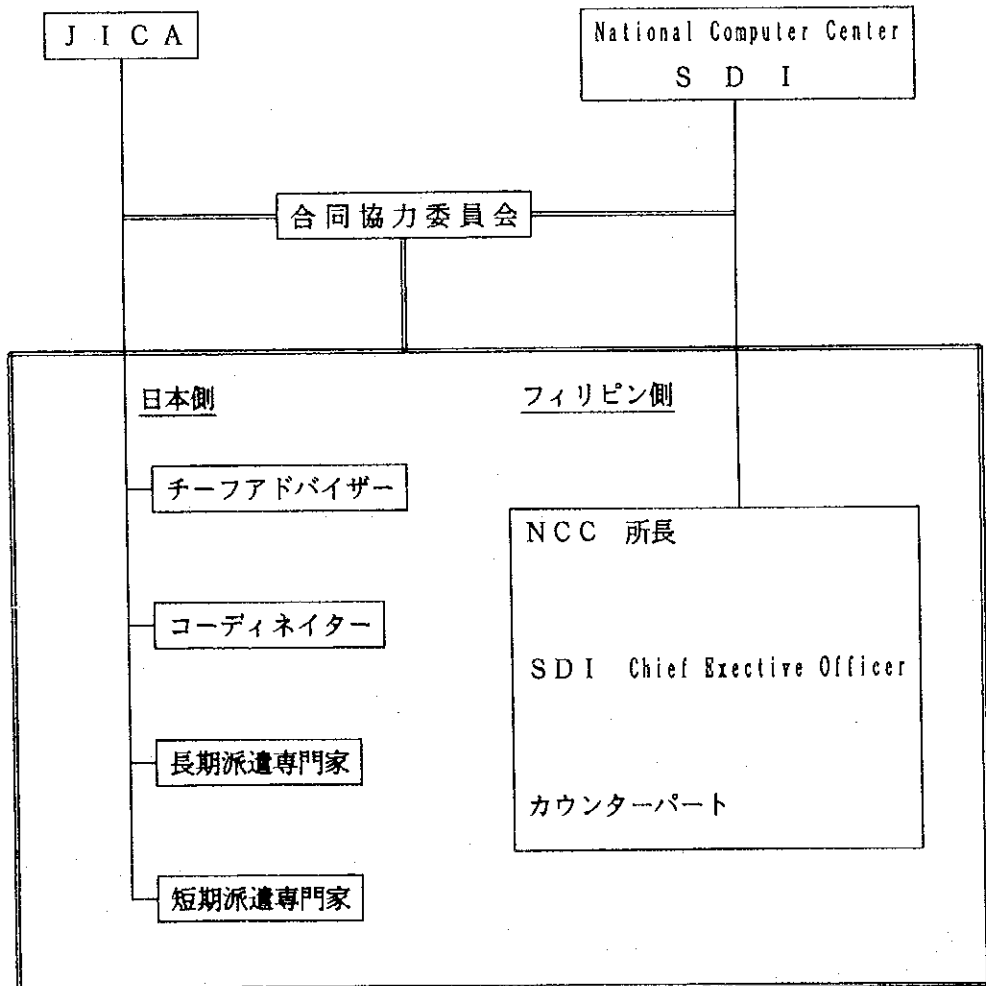 JICA
National Computer Center
SDI
合同協力委員会
日本側
フィリピン側
チーフアドバイザー
コーディネイター
長期派遣専門家
短期派遣専門家
NCC 所長
SDI Chief Exective Officer
カウンターパート